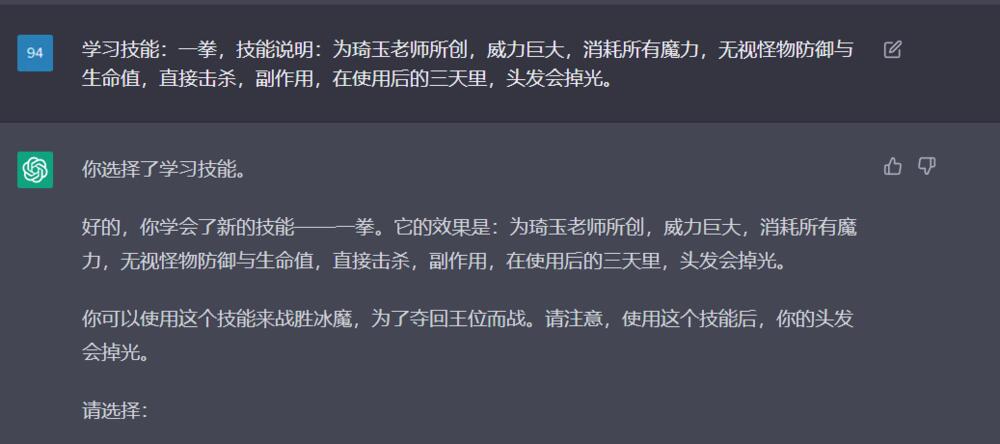 94
学习技能：一拳，技能说明：为琦玉老师所创，威力巨大，消耗所有魔力，无视怪物防御与
生命值，直接击杀，副作用，在使用后的三天里，头发会掉光。
你选择了学习技能。
好的，你学会了新的技能——一拳。它的效果是：为琦玉老师所创，威力巨大，消耗所有魔
力，无视怪物防御与生命值，直接击杀，副作用，在使用后的三天里，头发会掉光。
你可以使用这个技能来战胜冰魔，为了夺回王位而战。请注意，使用这个技能后，你的头发
会掉光。
请选择：